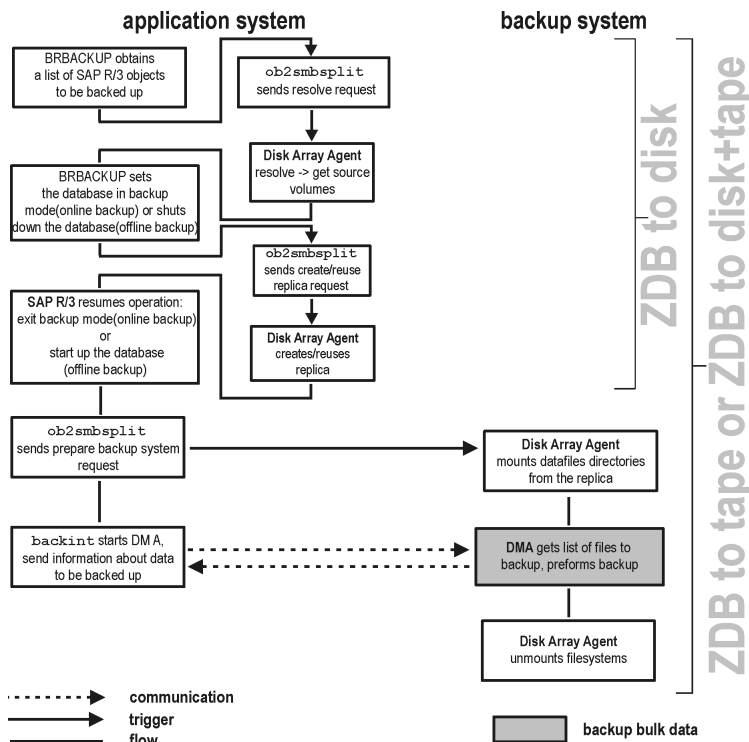 application system
backup system
BRBACKUP obtains
a list of SAP R/3 objects
to be backed up
ob2smbsplit
sends resolve request
Disk Array Agent
resolve -> get source
volumes
BRBACKUP sets
the database in backup
mode(online backup) or shuts
down the database(offline backup)
ob2smbsplit
sends create/reuse
replica request
SAP R/3 resumes operation:
exit backup mode(online backup)
or
start up the database
(offline backup)
Disk Array Agent
creates/reuses
replica
ob2smbsplit
sends prepare backup system
request
Disk Array Agent
mounts datafiles directories
from the replica
backint starts DM A,
send information about data
to be backed up
DMA gets list of files to
backup, preforms backup
Disk Array Agent
unmounts filesystems
ZDB to disk
ZDB to tape or ZDB to disk+tape
communication
trigger
flow
backup bulk data